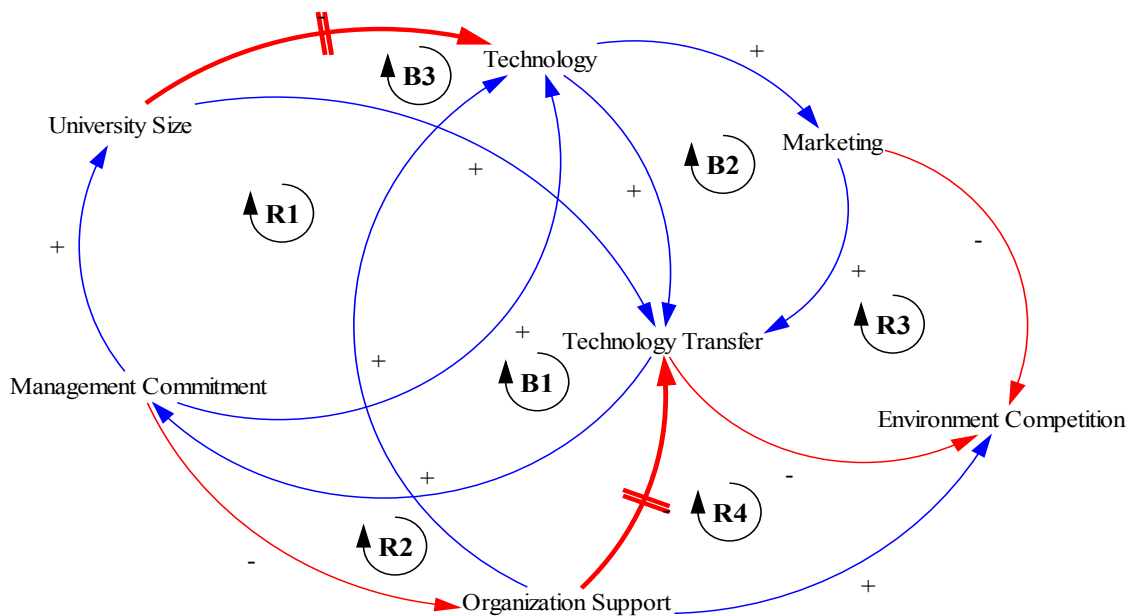 -
B3
Technology
+
University Size
Marketing
B2
+
+
R1
-
+
+
R3
+
Technology Transfer
+
B1
Management Commitment
Environment Competition
+
-
-
R4
R2
-
+
Organization Support